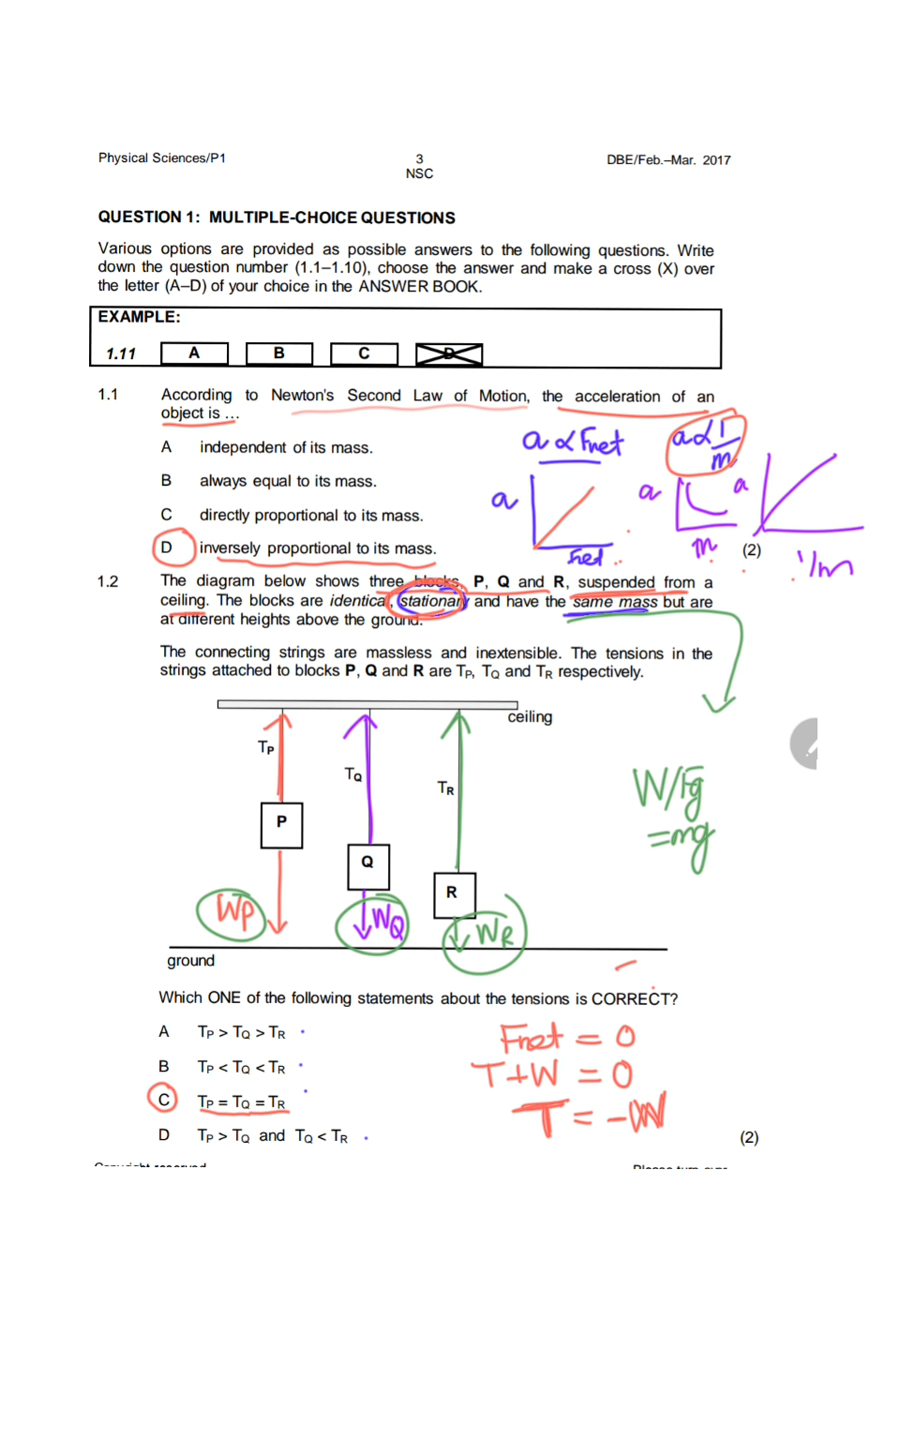 Physical Sciences/P1
3
DBE/Feb.–Mar. 2017
NSC
QUESTION 1: MULTIPLE-CHOICE QUESTIONS
Various options are provided as possible answers to the following questions. Write
down the question number (1.1–1.10), choose the answer and make a cross (X) over
the letter (A–D) of your choice in the ANSWER BOOK.
EXAMPLE:
1.11 A B C D
1.1 According to Newton's Second Law of Motion, the acceleration of an
object is ...
A independent of its mass.
B always equal to its mass.
C directly proportional to its mass.
D inversely proportional to its mass.
(2)
a α Fnet
a α 1/m
a
Fnet
a
m
a
1/m
1.2 The diagram below shows three blocks, P, Q and R, suspended from a
ceiling. The blocks are identical, stationary and have the same mass but are
at different heights above the ground.
The connecting strings are massless and inextensible. The tensions in the
strings attached to blocks P, Q and R are TP, TQ and TR respectively.
ceiling
TP
TQ
TR
P
Q
R
W/Fg
=mg
WP
WQ
WR
ground
Which ONE of the following statements about the tensions is CORRECT?
A TP > TQ > TR
B TP < TQ < TR
C TP = TQ = TR
D TP > TQ and TQ < TR
(2)
Fnet = 0
T+W = 0
T = -W